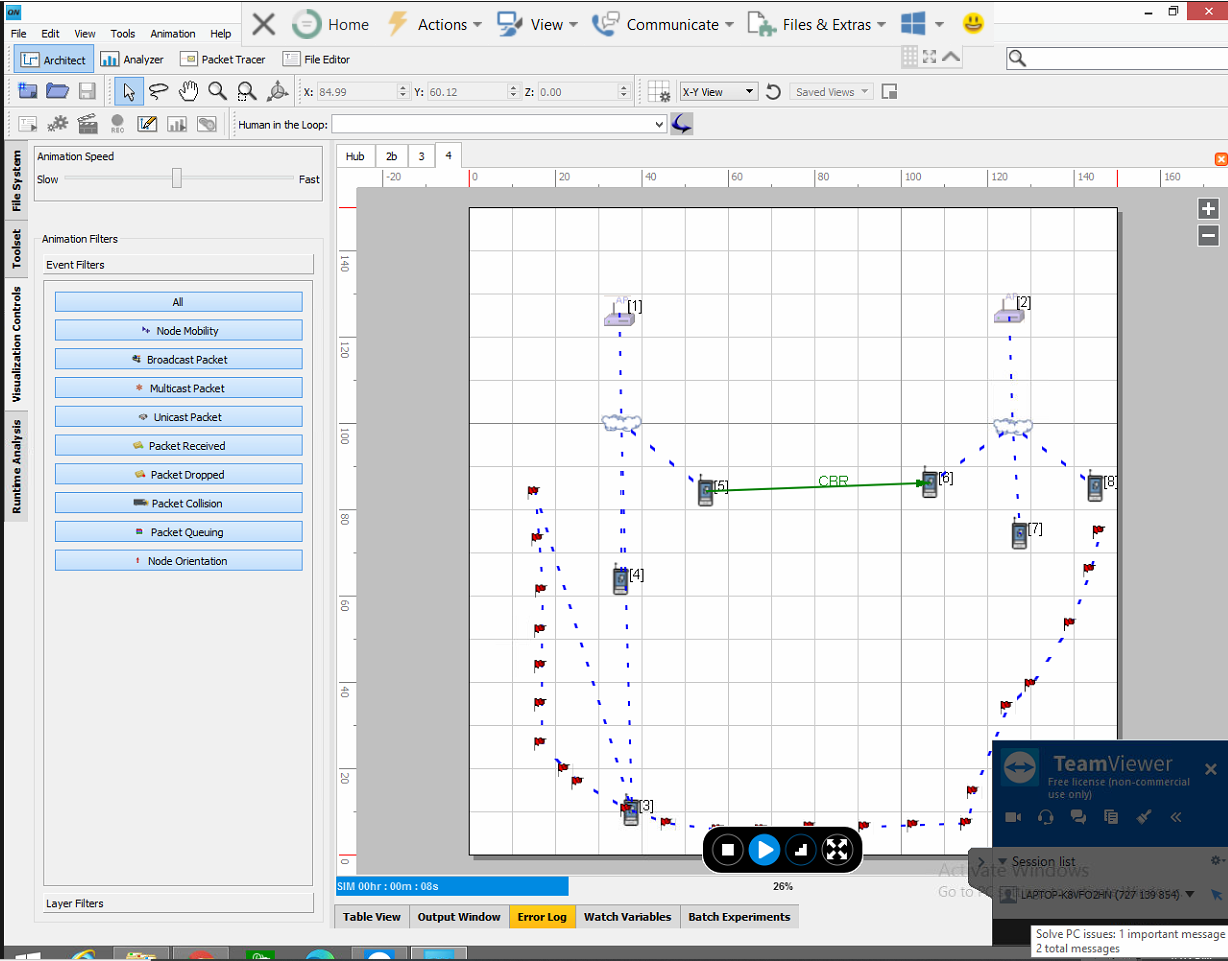 QN
Home Actions View Communicate Files & Extras
File Edit View Tools Animation Help
Architect Analyzer Packet Tracer File Editor
X: 84.99 Y: 60.12 Z: 0.00 X-Y View Saved Views
REC Human in the Loop:
File System
Toolset
Visualization Controls
Runtime Analysis
Animation Speed
Slow Fast
Animation Filters
Event Filters
All
Node Mobility
Broadcast Packet
Multicast Packet
Unicast Packet
Packet Received
Packet Dropped
Packet Collision
Packet Queuing
Node Orientation
Layer Filters
Hub 2b 3 4
-20 0 20 40 60 80 100 120 140 160
140
120
100
80
60
40
20
0
AP [1]
AP [2]
[5] CBR [6] [8]
[7]
[4]
[3]
TeamViewer
Free license (non-commercial
use only)
Session list
LAPTOP-K8VFO2HN (727 139 854)
Activate Windows
SIM 00hr : 00m : 08s 26%
Table View Output Window Error Log Watch Variables Batch Experiments
Solve PC issues: 1 important message
2 total messages